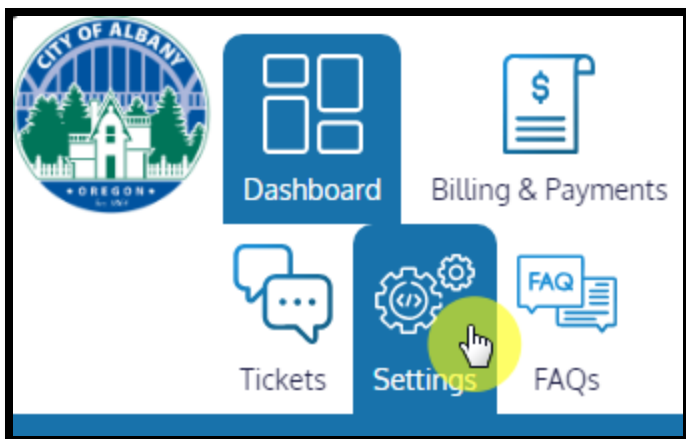 CITY OF ALBANY
OREGON
$
Dashboard
Billing & Payments
</>
FAQ
Tickets
Settings
FAQs